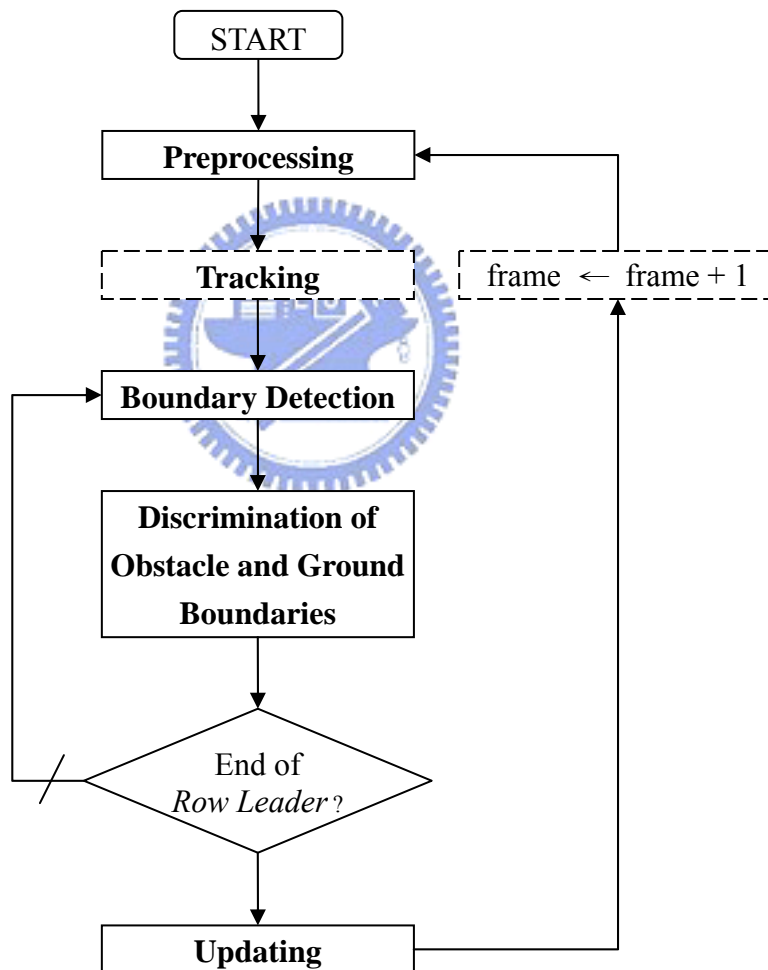 START
Preprocessing
Tracking
frame ← frame + 1
Boundary Detection
Discrimination of
Obstacle and Ground
Boundaries
End of
Row Leader?
Updating